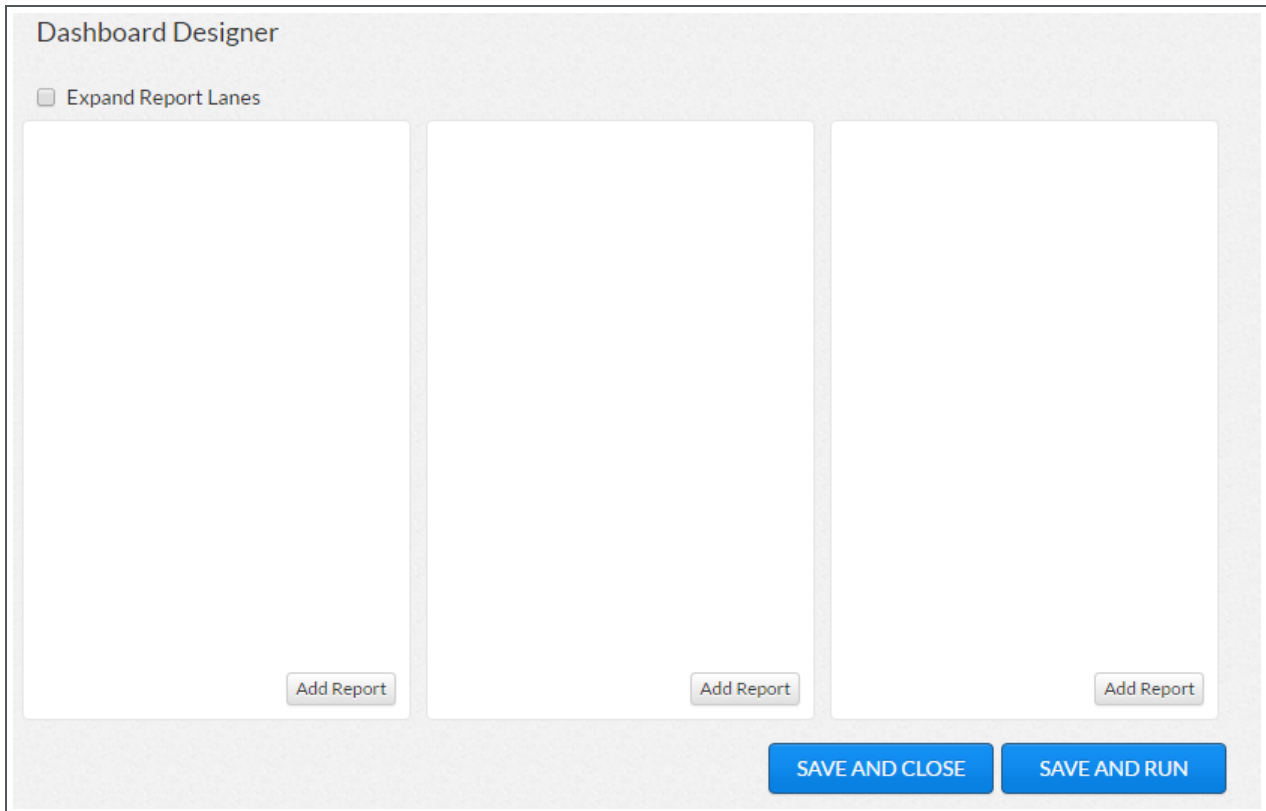 Dashboard Designer
Expand Report Lanes
Add Report
Add Report
Add Report
SAVE AND CLOSE
SAVE AND RUN